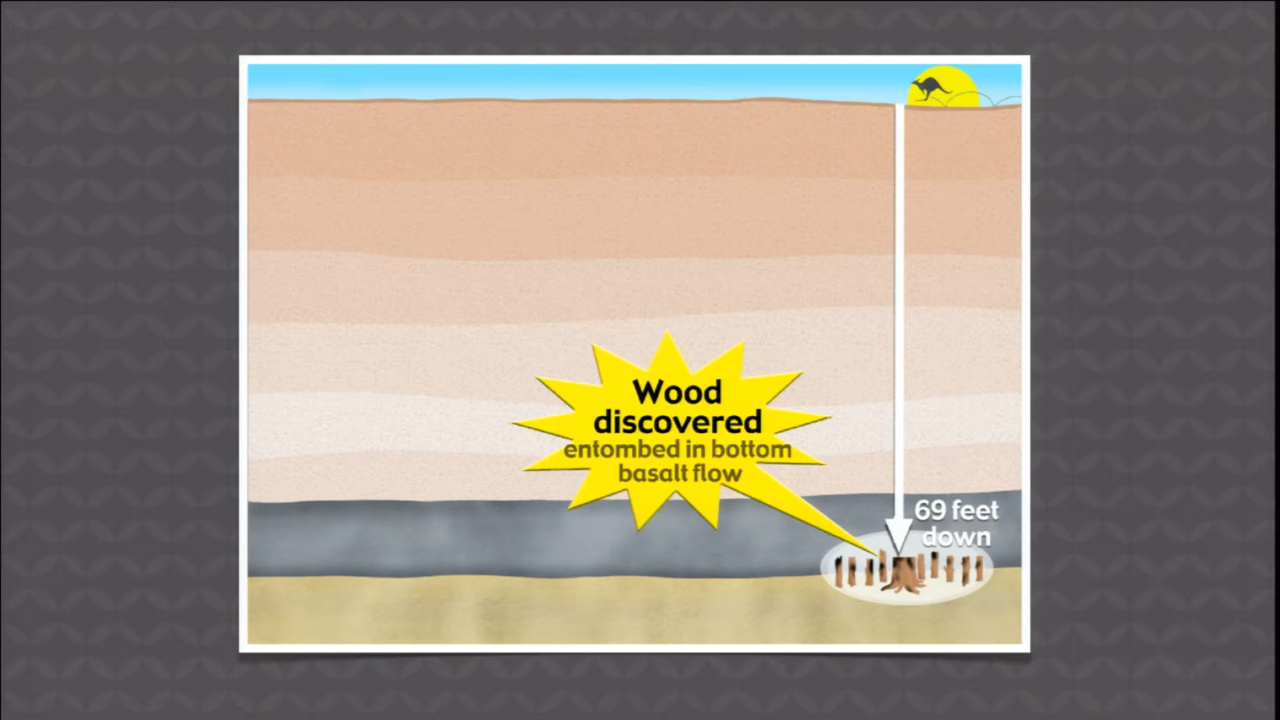 Wood
discovered
entombed in bottom
basalt flow
69 feet
down